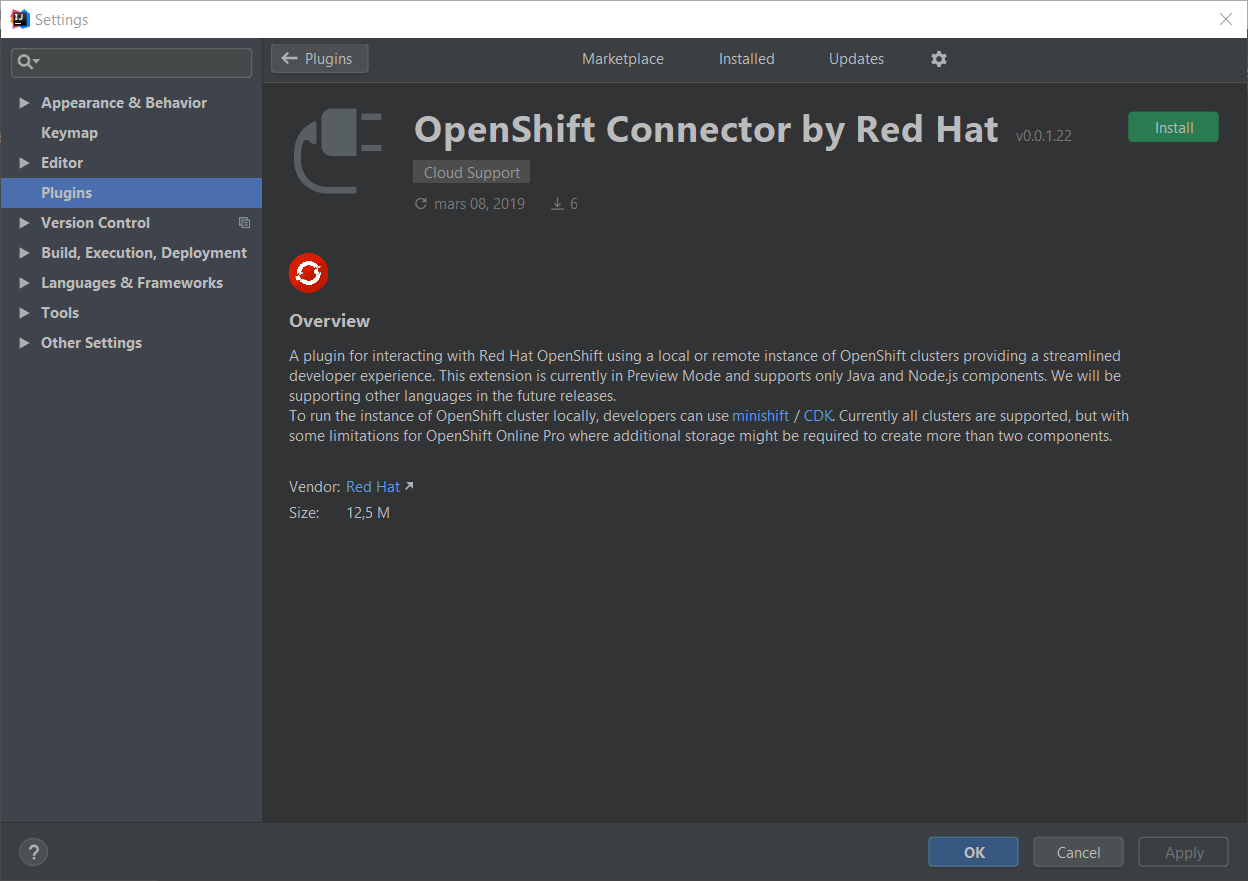 Settings
Plugins
Marketplace
Installed
Updates
Appearance & Behavior
Keymap
Editor
Plugins
Version Control
Build, Execution, Deployment
Languages & Frameworks
Tools
Other Settings
OpenShift Connector by Red Hat v0.0.1.22
Install
Cloud Support
mars 08, 2019 6
Overview
A plugin for interacting with Red Hat OpenShift using a local or remote instance of OpenShift clusters providing a streamlined
developer experience. This extension is currently in Preview Mode and supports only Java and Node.js components. We will be
supporting other languages in the future releases.
To run the instance of OpenShift cluster locally, developers can use minishift / CDK. Currently all clusters are supported, but with
some limitations for OpenShift Online Pro where additional storage might be required to create more than two components.
Vendor: Red Hat
Size: 12,5 M
?
OK
Cancel
Apply